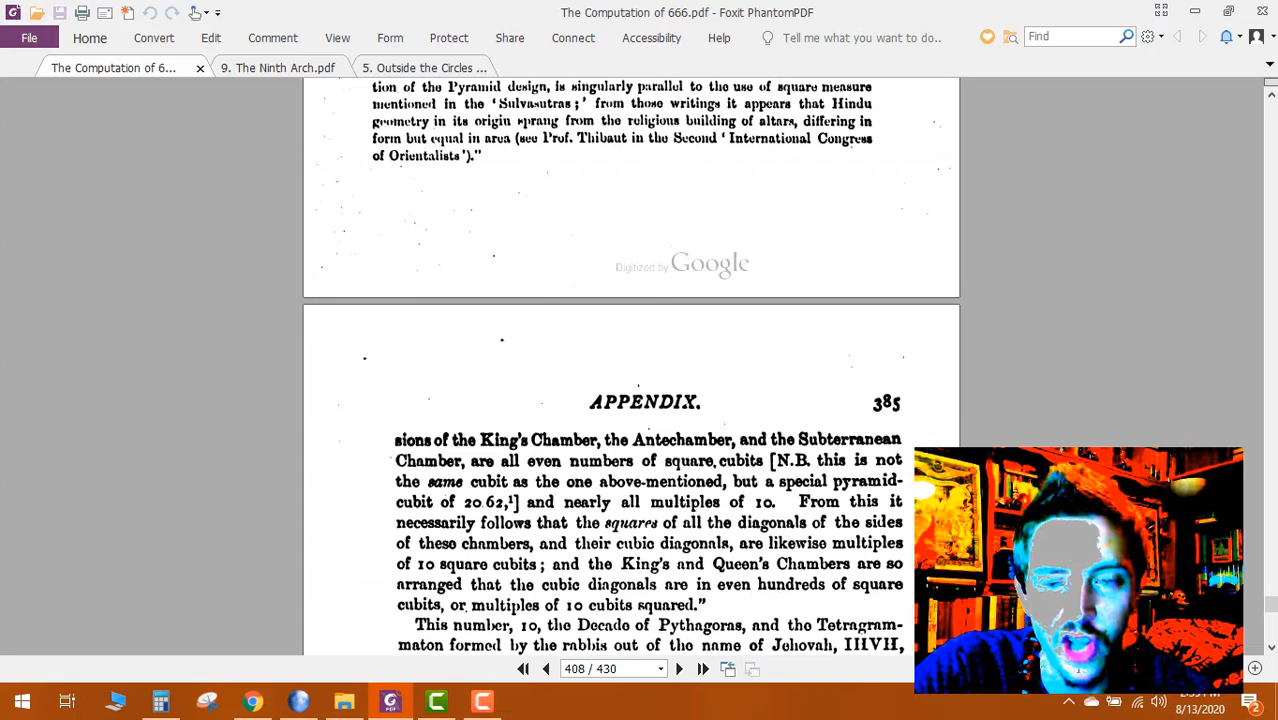 The Computation of 666.pdf - Foxit PhantomPDF
File Home Convert Edit Comment View Form Protect Share Connect Accessibility Help Tell me what you want to do.. Find
The Computation of 6... 9. The Ninth Arch.pdf 5. Outside the Circles ...
tion of the Pyramid design, is singularly parallel to the use of square measure
mentioned in the 'Sulvasutras;' from those writings it appears that Hindu
geometry in its origin sprang from the religious building of altars, differing in
form but equal in area (see Prof. Thibaut in the Second 'International Congress
of Orientalists')."
Digitized by Google
APPENDIX. 385
sions of the King's Chamber, the Antechamber, and the Subterranean
Chamber, are all even numbers of square cubits [N.B. this is not
the same cubit as the one above-mentioned, but a special pyramid-
cubit of 20.62,¹] and nearly all multiples of 10. From this it
necessarily follows that the squares of all the diagonals of the sides
of these chambers, and their cubic diagonals, are likewise multiples
of 10 square cubits; and the King's and Queen's Chambers are so
arranged that the cubic diagonals are in even hundreds of square
cubits, or multiples of 10 cubits squared."
This number, 10, the Decade of Pythagoras, and the Tetragram-
maton formed by the rabbis out of the name of Jehovah, IHVH,
408 / 430
8/13/2020
2